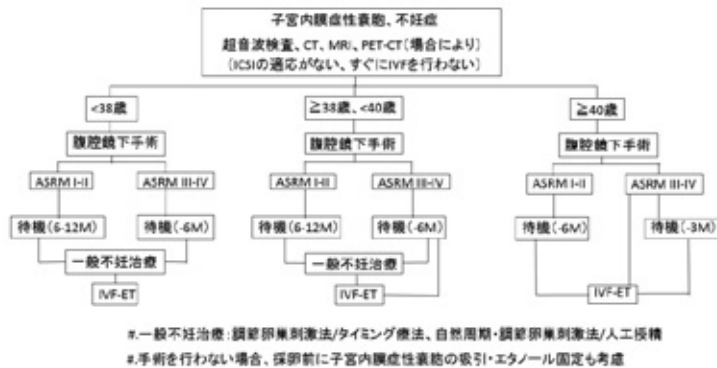 子宮内膜症性嚢胞、不妊症
超音波検査、CT、MRI、PET-CT(場合により)
(ICSIの適応がない、すぐにIVFを行わない)
<38歳
≧38歳、<40歳
≧40歳
腹腔鏡下手術
腹腔鏡下手術
腹腔鏡下手術
ASRM I-II
ASRM III-IV
ASRM I-II
ASRM III-IV
ASRM I-II
ASRM III-IV
待機(6-12M)
待機(-6M)
待機(6-12M)
待機(-6M)
待機(-6M)
待機(-3M)
一般不妊治療
一般不妊治療
IVF-ET
IVF-ET
IVF-ET
#.一般不妊治療:調節卵巣刺激法/タイミング療法、自然周期・調節卵巣刺激法/人工授精
#.手術を行わない場合、採卵前に子宮内膜症性嚢胞の吸引・エタノール固定も考慮